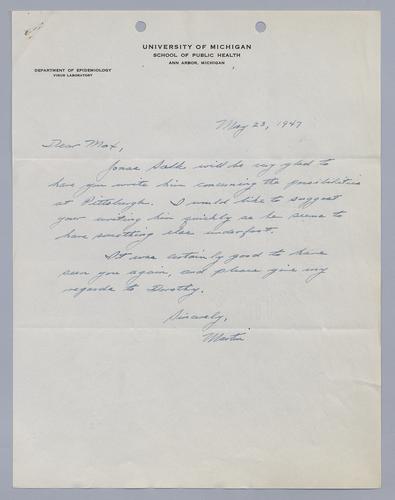 UNIVERSITY OF MICHIGAN
SCHOOL OF PUBLIC HEALTH
ANN ARBOR, MICHIGAN
DEPARTMENT OF EPIDEMIOLOGY
VIRUS LABORATORY
May 23, 1947
Dear Max,
Jonas Salk will be very glad to
have you write him concerning the possibilities
at Pittsburgh. I would like to suggest
your writing him quickly as he seems to
have something else underfoot.
It was certainly good to have
seen you again, and please give my
regards to Dorothy.
Sincerely,
Martin